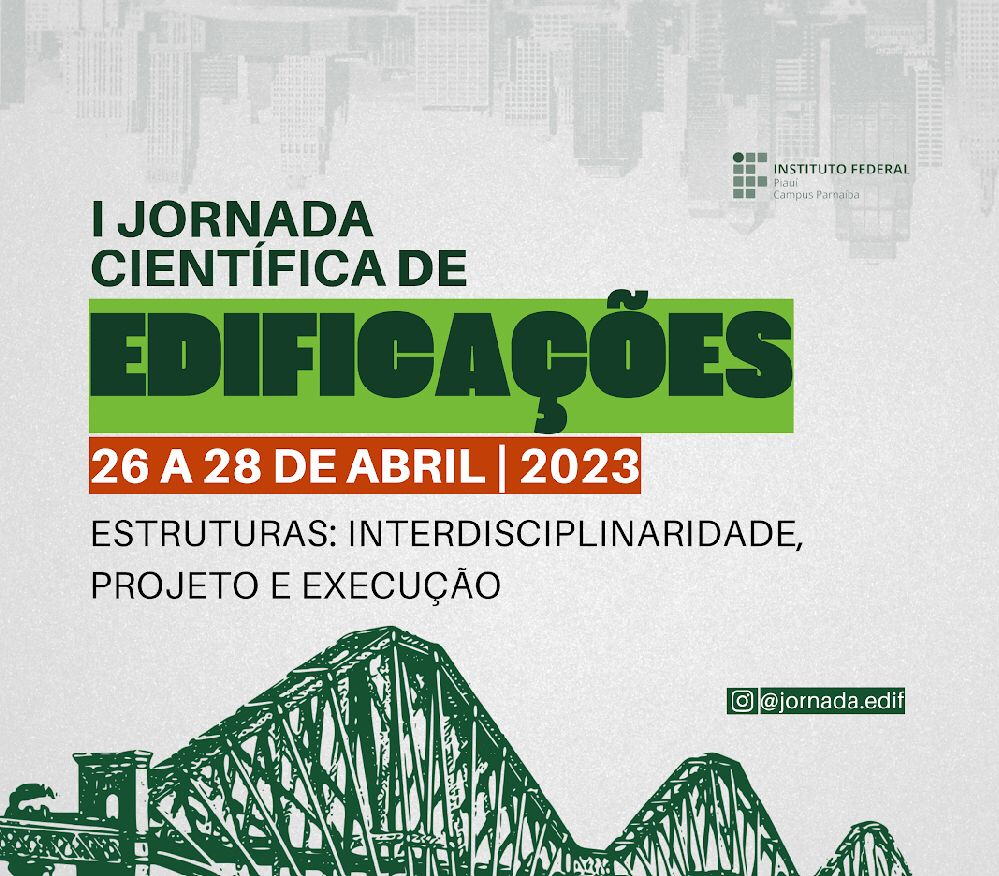 INSTITUTO FEDERAL
Piauí
Campus Parnaíba
I JORNADA
CIENTÍFICA DE
EDIFICAÇÕES
26 A 28 DE ABRIL | 2023
ESTRUTURAS: INTERDISCIPLINARIDADE,
PROJETO E EXECUÇÃO
@jornada.edif